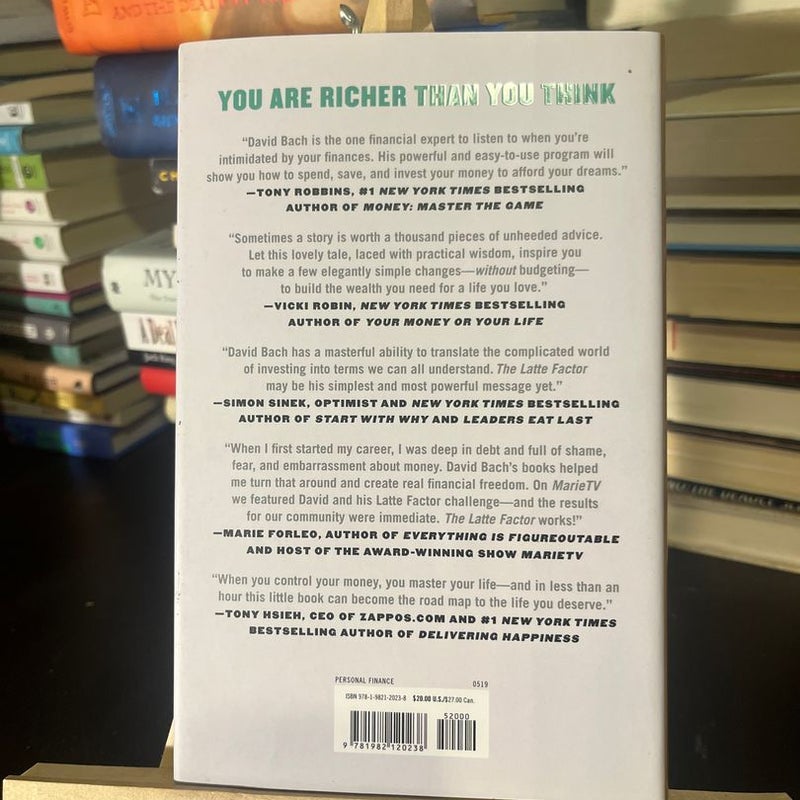 AND THE DEATH
YOU ARE RICHER THAN YOU THINK
“David Bach is the one financial expert to listen to when you’re
intimidated by your finances. His powerful and easy-to-use program will
show you how to spend, save, and invest your money to afford your dreams.”
—TONY ROBBINS, #1 NEW YORK TIMES BESTSELLING
AUTHOR OF MONEY: MASTER THE GAME
“Sometimes a story is worth a thousand pieces of unheeded advice.
Let this lovely tale, laced with practical wisdom, inspire you
to make a few elegantly simple changes—without budgeting—
to build the wealth you need for a life you love.”
—VICKI ROBIN, NEW YORK TIMES BESTSELLING
AUTHOR OF YOUR MONEY OR YOUR LIFE
“David Bach has a masterful ability to translate the complicated world
of investing into terms we can all understand. The Latte Factor
may be his simplest and most powerful message yet.”
—SIMON SINEK, OPTIMIST AND NEW YORK TIMES BESTSELLING
AUTHOR OF START WITH WHY AND LEADERS EAT LAST
“When I first started my career, I was deep in debt and full of shame,
fear, and embarrassment about money. David Bach’s books helped
me turn that around and create real financial freedom. On MarieTV
we featured David and his Latte Factor challenge—and the results
for our community were immediate. The Latte Factor works!”
—MARIE FORLEO, AUTHOR OF EVERYTHING IS FIGUREOUTABLE
AND HOST OF THE AWARD-WINNING SHOW MARIETV
“When you control your money, you master your life—and in less than an
hour this little book can become the road map to the life you deserve.”
—TONY HSIEH, CEO OF ZAPPOS.COM AND #1 NEW YORK TIMES
BESTSELLING AUTHOR OF DELIVERING HAPPINESS
PERSONAL FINANCE 0519
ISBN 978-1-9821-2023-8 $20.00 U.S./$27.00 Can.
52000
9 781982 120238
MY